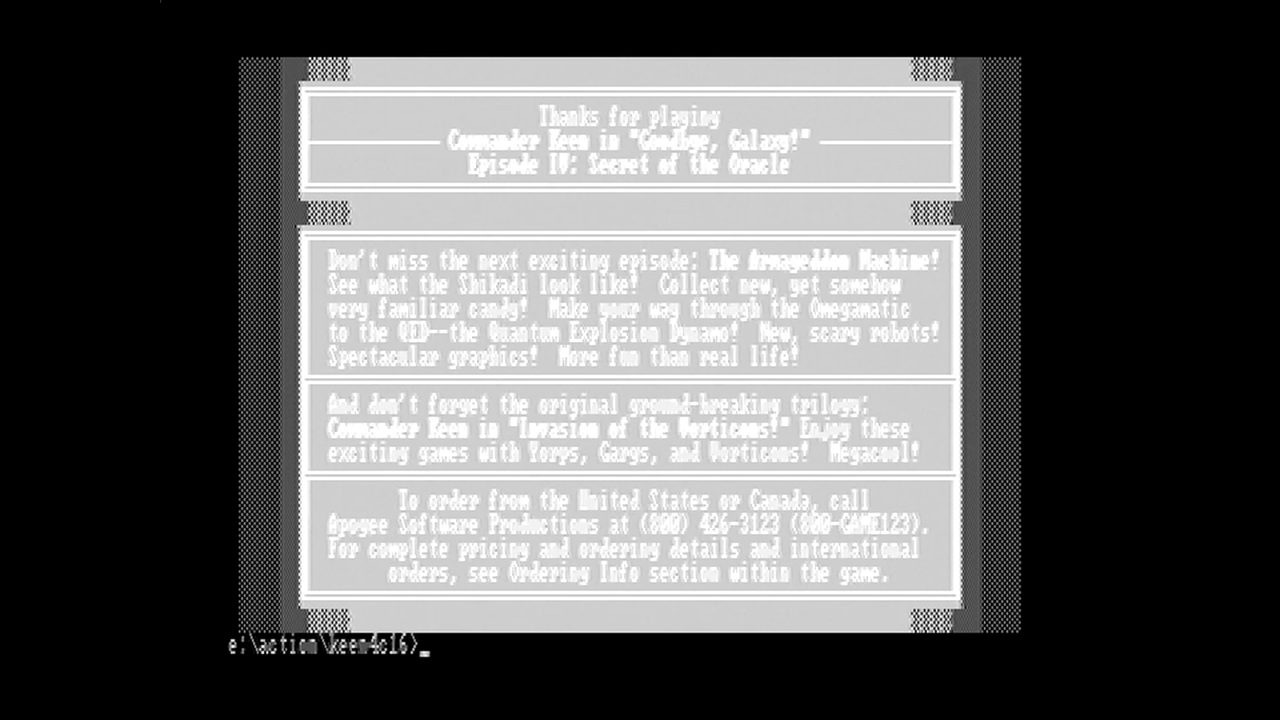 Thanks for playing
Commander Keen in "Goodbye, Galaxy!"
Episode IV: Secret of the Oracle
Don't miss the next exciting episode: The Armageddon Machine!
See what the Shikadi look like! Collect new, yet somehow
very familiar candy! Make your way through the Omegamatic
to the QED--the Quantum Explosion Dynamo! New, scary robots!
Spectacular graphics! More fun than real life!
And don't forget the original ground-breaking trilogy:
Commander Keen in "Invasion of the Vorticons!" Enjoy these
exciting games with Yorps, Gargs, and Vorticons! Megacool!
To order from the United States or Canada, call
Apogee Software Productions at (800) 426-3123 (800-GAME123).
For complete pricing and ordering details and international
orders, see Ordering Info section within the game.
e:\action\keen4c16>_